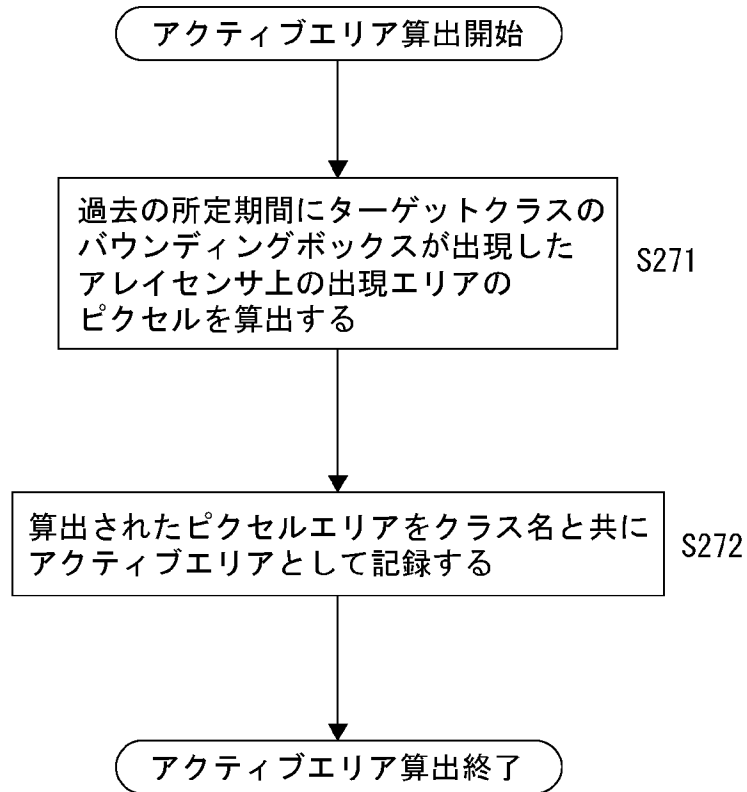 アクティブエリア算出開始
過去の所定期間にターゲットクラスの
バウンディングボックスが出現した
アレイセンサ上の出現エリアの
ピクセルを算出する
S271
算出されたピクセルエリアをクラス名と共に
アクティブエリアとして記録する
S272
アクティブエリア算出終了